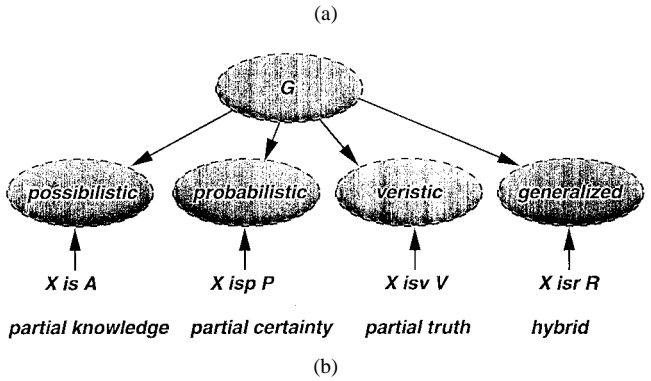 (a)
G
possibilistic probabilistic veristic generalized
X is A X isp P X isv V X isr R
partial knowledge partial certainty partial truth hybrid
(b)